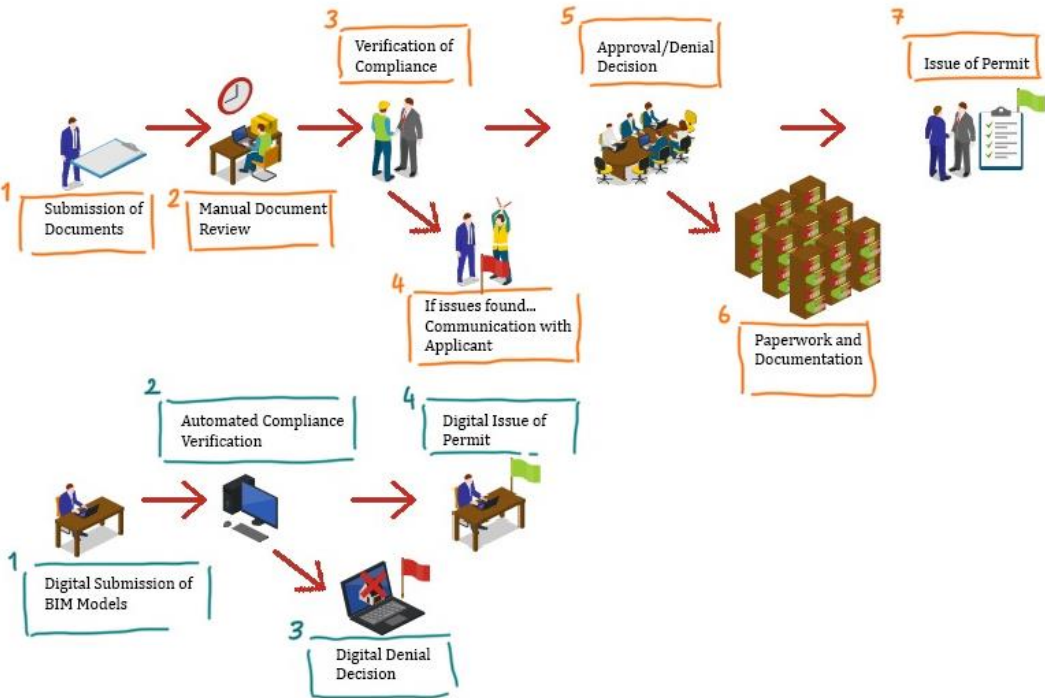 1
Submission of
Documents
2
Manual Document
Review
3
Verification of
Compliance
4
If issues found...
Communication with
Applicant
5
Approval/Denial
Decision
6
Paperwork and
Documentation
7
Issue of Permit
1
Digital Submission of
BIM Models
2
Automated Compliance
Verification
3
Digital Denial
Decision
4
Digital Issue of
Permit